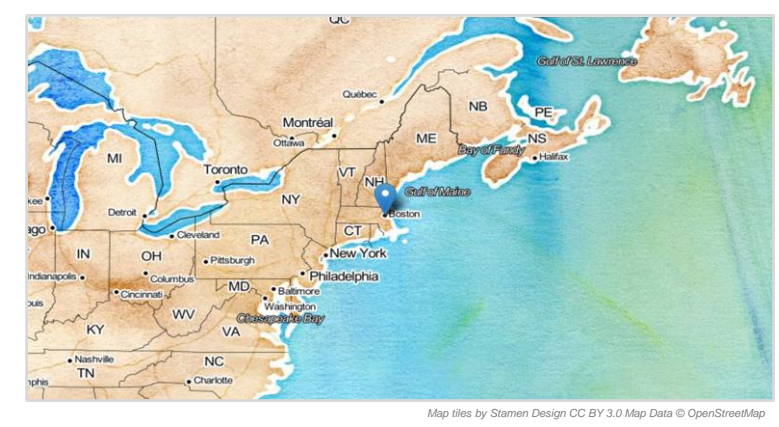 QC
Gulf of St. Lawrence
Québec
NB
PE
Montréal
Ottawa
ME
NS
Bay of Fundy
Halifax
MI
Toronto
VT
NH
Gulf of Maine
NY
kee
Detroit
Boston
ago
Cleveland
CT
PA
IN
OH
Pittsburgh
New York
Indianapolis
Columbus
Philadelphia
MD
Baltimore
Cincinnati
Washington
ouis
WV
Chesapeake Bay
KY
VA
Nashville
NC
TN
Charlotte
mphis
Map tiles by Stamen Design CC BY 3.0 Map Data © OpenStreetMap